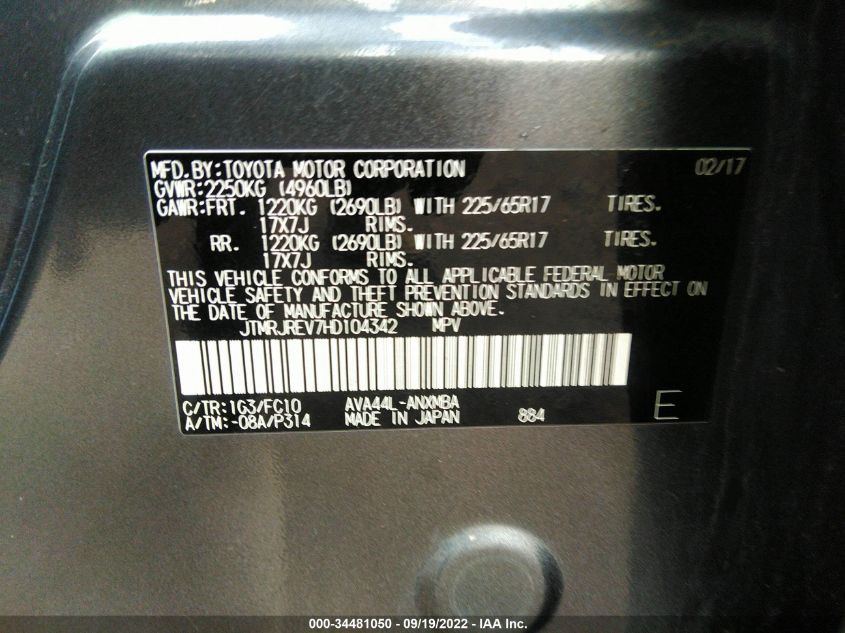 MFD.BY:TOYOTA MOTOR CORPORATION 02/17
GVWR:2250KG (4960LB)
GAWR:FRT. 1220KG (2690LB) WITH 225/65R17 TIRES.
17X7J RIMS.
RR. 1220KG (2690LB) WITH 225/65R17 TIRES.
17X7J RIMS.
THIS VEHICLE CONFORMS TO ALL APPLICABLE FEDERAL MOTOR
VEHICLE SAFETY AND THEFT PREVENTION STANDARDS IN EFFECT ON
THE DATE OF MANUFACTURE SHOWN ABOVE.
JTMRJREV7HD104342 MPV
C/TR:1G3/FC10 AVA44L-ANXMBA
A/TM:-08A/P314 MADE IN JAPAN 884 E
000-34481050 - 09/19/2022 - IAA Inc.